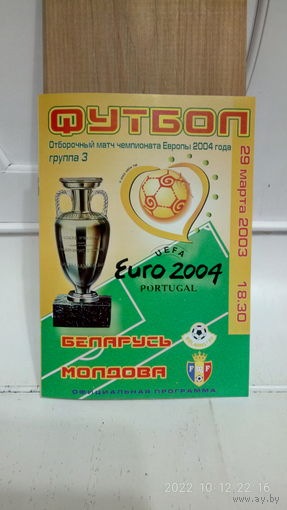 ФУТБОЛ
Отборочный матч чемпионата Европы 2004 года
группа 3
29 марта 2003 18.30
UEFA
Euro 2004
PORTUGAL
БЕЛАРУСЬ
МОЛДОВА
FMF
ОФИЦИАЛЬНАЯ ПРОГРАММА
2022 10 12 22 16
ay.by